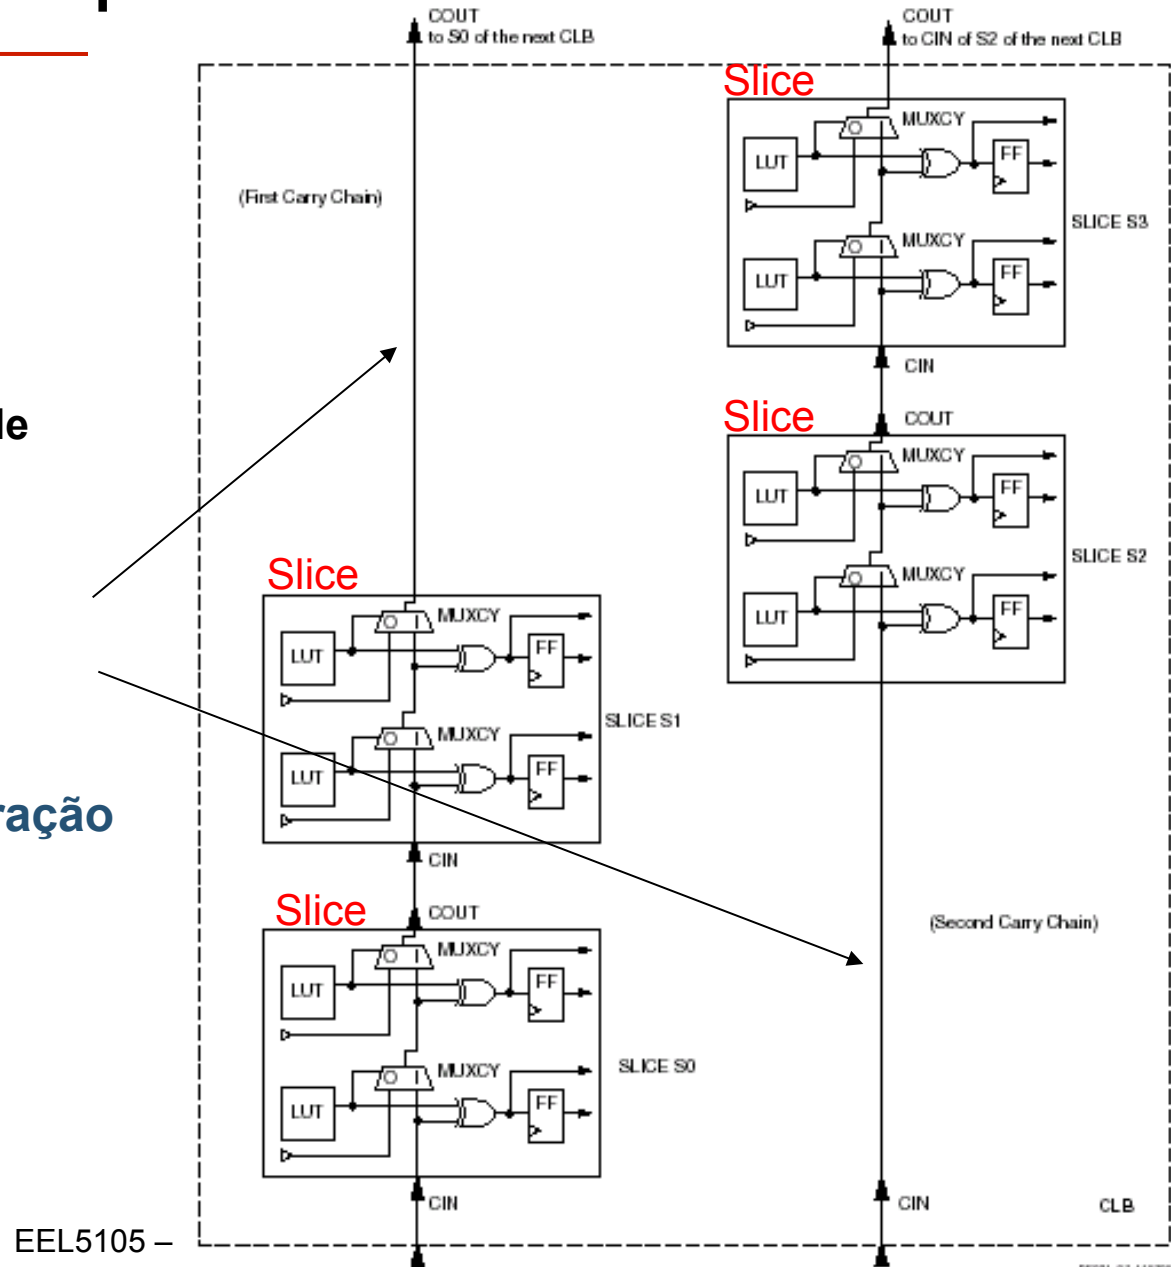 COUT
to S0 of the next CLB
COUT
to CIN of S2 of the next CLB
Slice
MUXCY
LUT
FF
(First Carry Chain)
SLICE S3
MUXCY
LUT
FF
CIN
Slice
COUT
MUXCY
LUT
FF
SLICE S2
MUXCY
LUT
FF
Slice
MUXCY
LUT
FF
SLICE S1
MUXCY
LUT
FF
ração
CIN
Slice
COUT
(Second Carry Chain)
MUXCY
LUT
FF
SLICE S0
MUXCY
LUT
FF
CIN
CIN
CLB
EEL5105 –